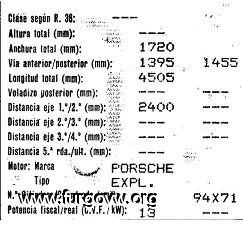 Clase según R. 38: ---
Altura total (mm): ---
Anchura total (mm): 1720
Vía anterior/posterior (mm): 1395 1455
Longitud total (mm): 4505
Voladizo posterior (mm): ---
Distancia eje 1.º/2.º (mm): 2400 ---
Distancia eje 2.º/3.º (mm): --- ---
Distancia eje 3.º/4.º (mm): --- ---
Distancia 5.ª rda./ult. (mm): --- ---
Motor: Marca PORSCHE
Tipo EXPL.
94X71
www.furgovw.org
Potencia fiscal/real (C.V.F./kW): 13 ---